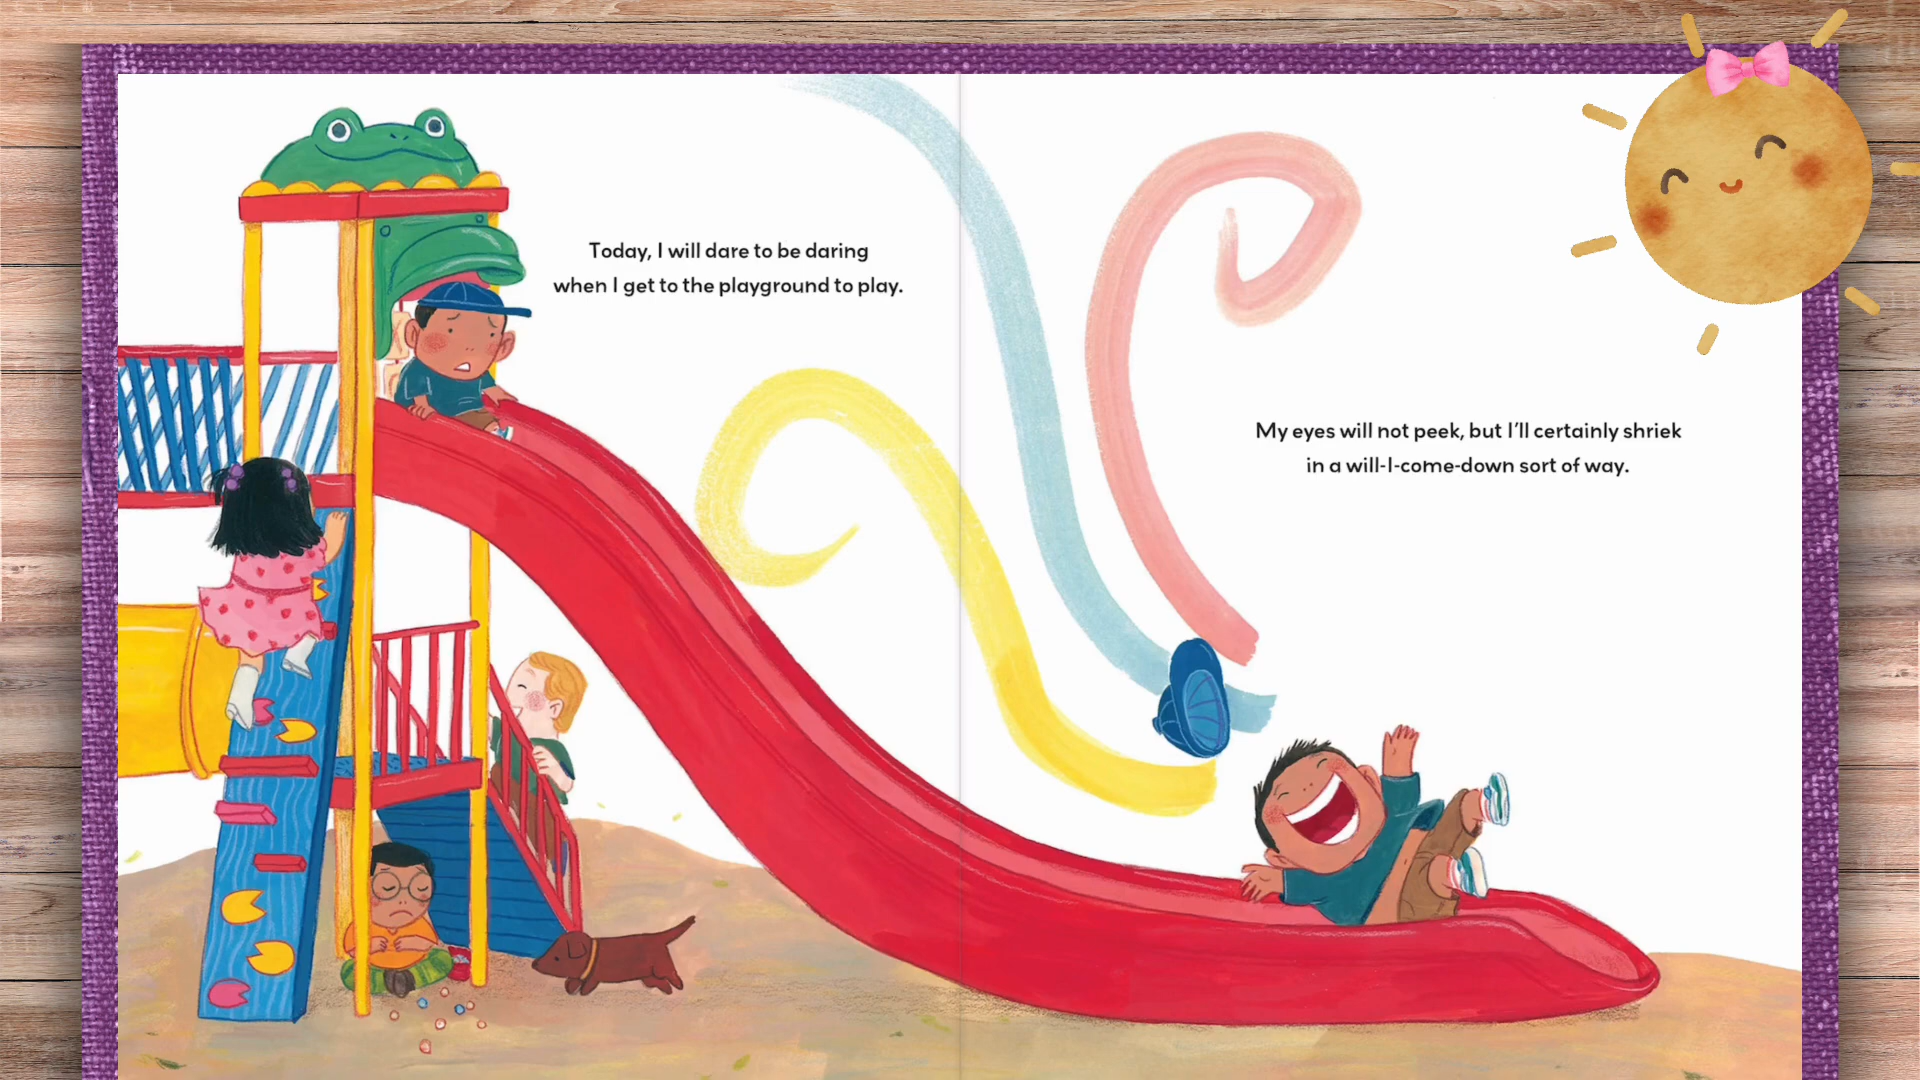 Today, I will dare to be daring
when I get to the playground to play.
My eyes will not peek, but I'll certainly shriek
in a will-I-come-down sort of way.